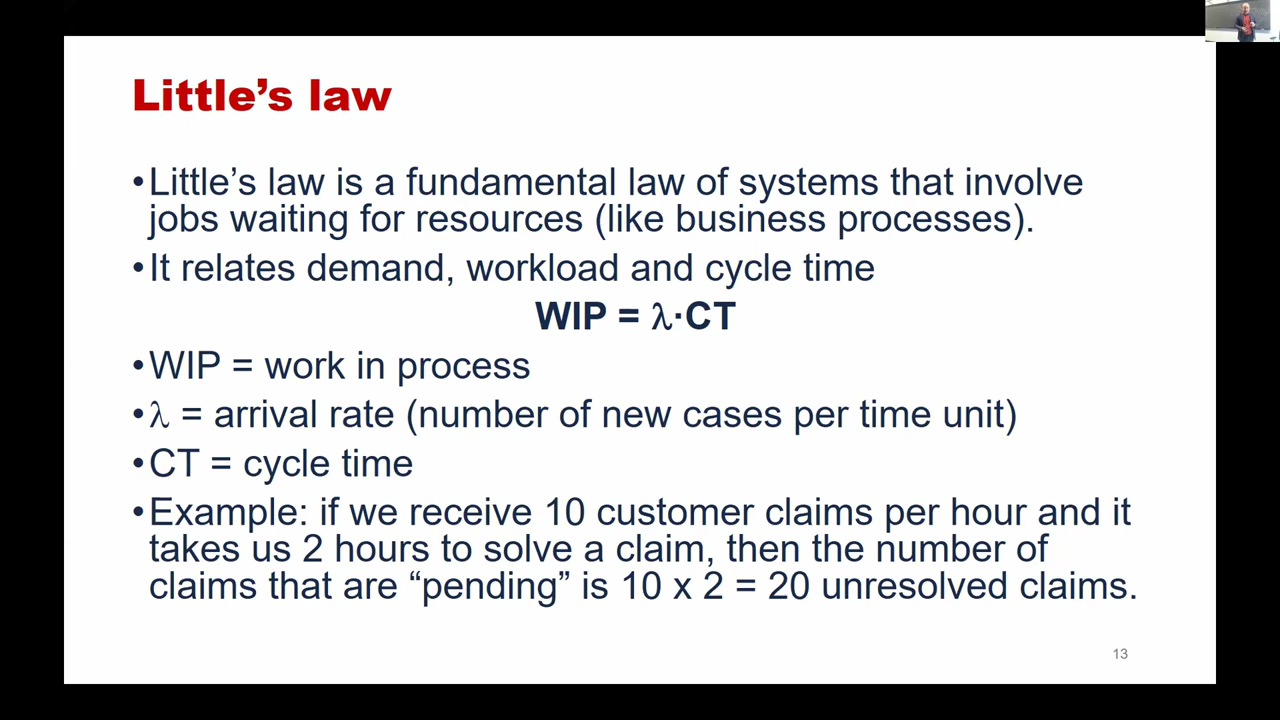 Little’s law
•Little’s law is a fundamental law of systems that involve
jobs waiting for resources (like business processes).
•It relates demand, workload and cycle time
WIP = λ·CT
•WIP = work in process
•λ = arrival rate (number of new cases per time unit)
•CT = cycle time
•Example: if we receive 10 customer claims per hour and it
takes us 2 hours to solve a claim, then the number of
claims that are “pending” is 10 x 2 = 20 unresolved claims.
13